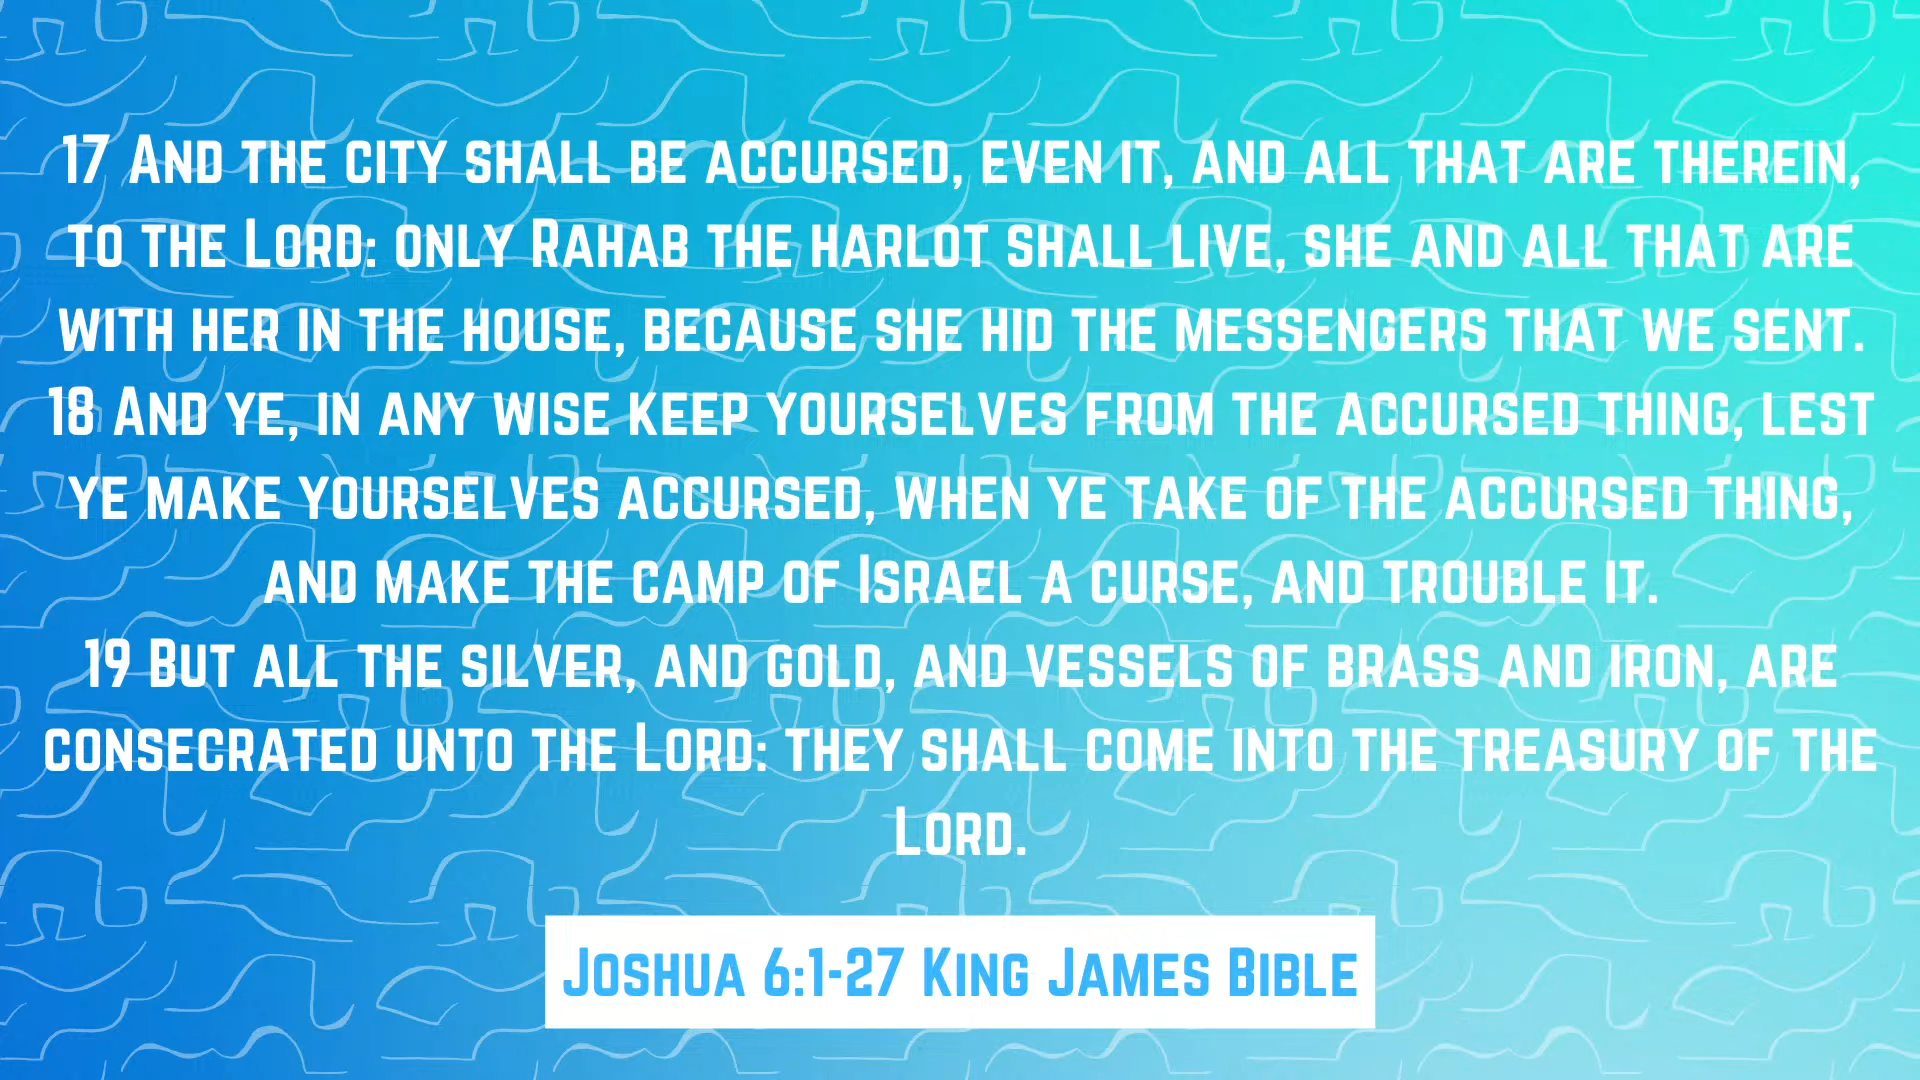 17 And the city shall be accursed, even it, and all that are therein,
to the Lord: only Rahab the harlot shall live, she and all that are
with her in the house, because she hid the messengers that we sent.
18 And ye, in any wise keep yourselves from the accursed thing, lest
ye make yourselves accursed, when ye take of the accursed thing,
and make the camp of Israel a curse, and trouble it.
19 But all the silver, and gold, and vessels of brass and iron, are
consecrated unto the Lord: they shall come into the treasury of the
Lord.
Joshua 6:1-27 King James Bible